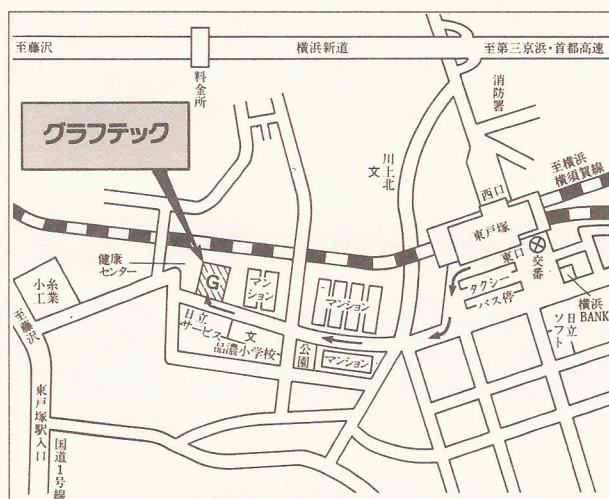 至藤沢
横浜新道
至第三京浜・首都高速
料金所
消防署
グラフテック
川上北
文
至横浜
横須賀線
西口
東戸塚
東口
交番
タクシー
バス停
横浜
BANK
日立
ソフト
健康
センター
小糸
工業
G
マン
ション
マンション
日立
サービス
文
品濃小学校
公園
マンション
至藤沢
東戸塚駅入口
国道1号線